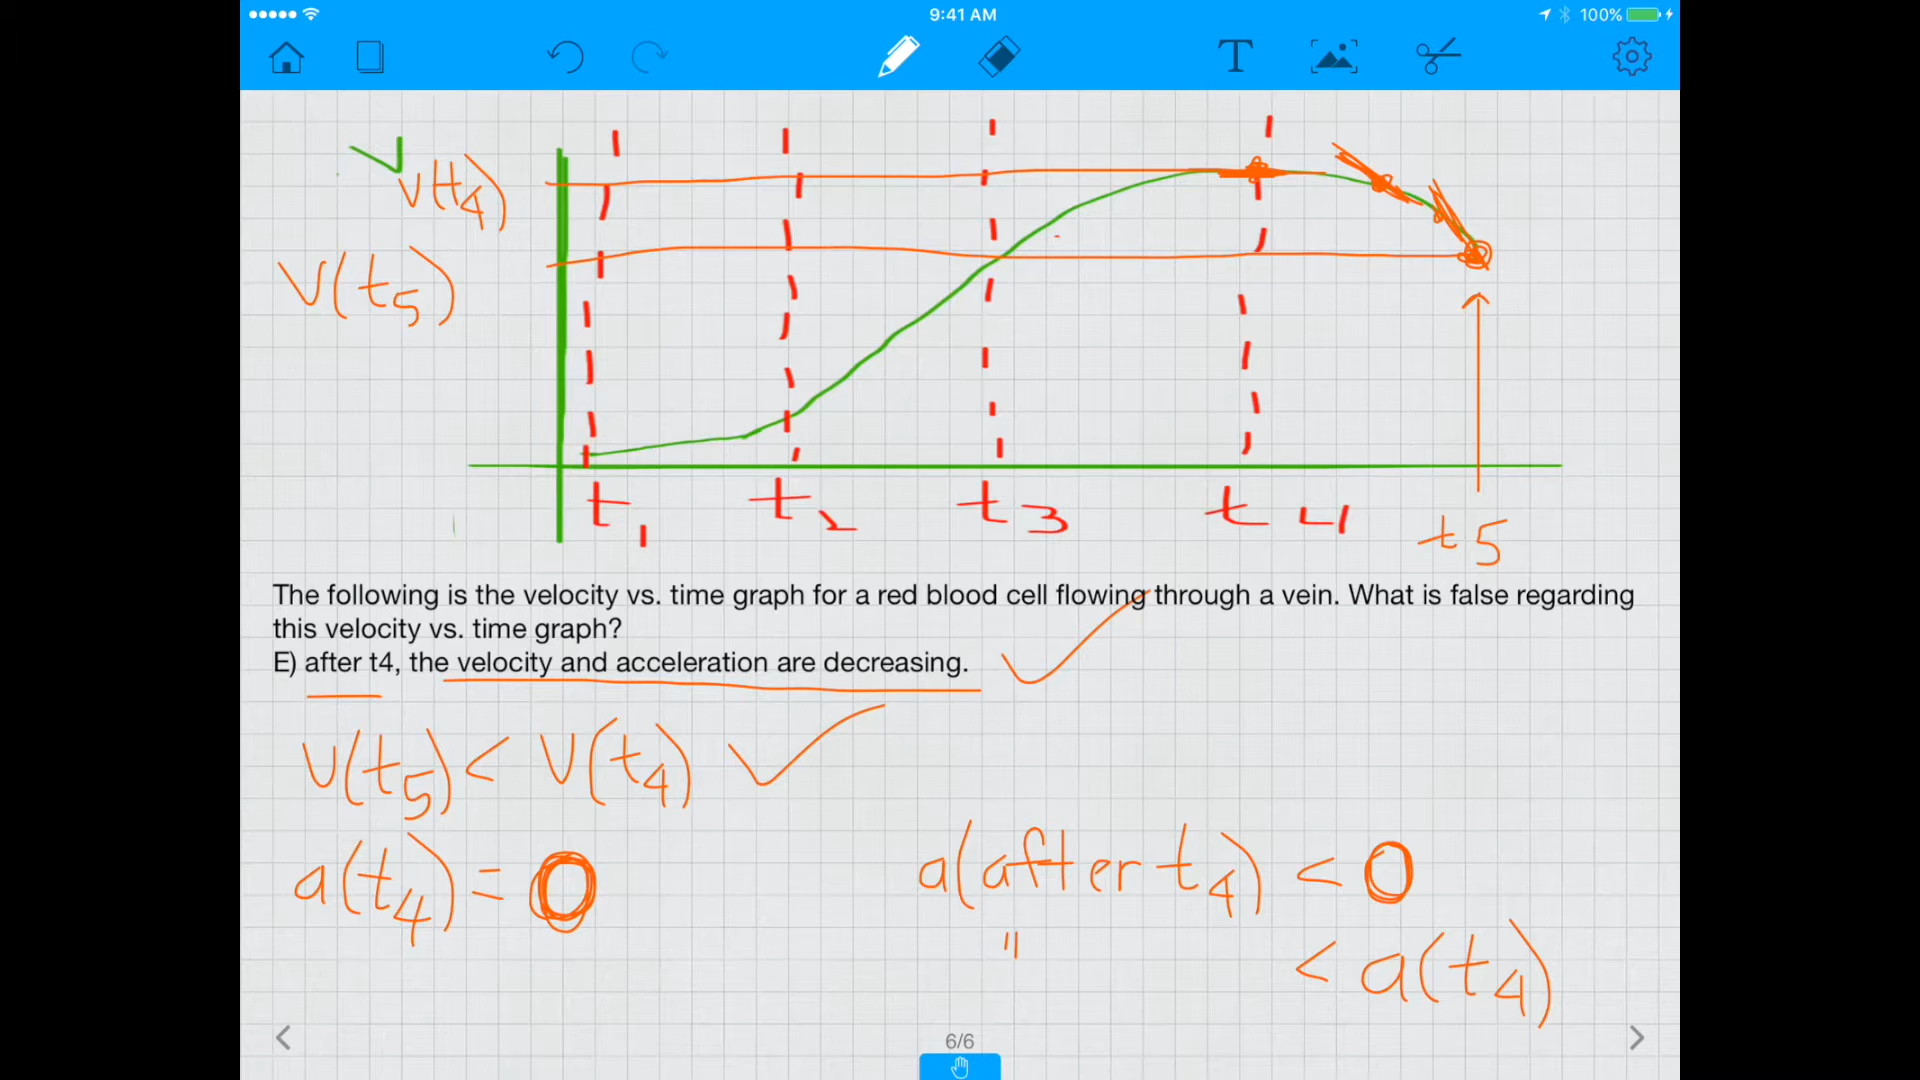 9:41 AM
100%
T
V
V(t4)
V(t5)
t1
t2
t3
t4
t5
The following is the velocity vs. time graph for a red blood cell flowing through a vein. What is false regarding
this velocity vs. time graph?
E) after t4, the velocity and acceleration are decreasing.
V(t5) < V(t4)
a(t4) = 0
a(after t4) < 0
"
< a(t4)
6/6